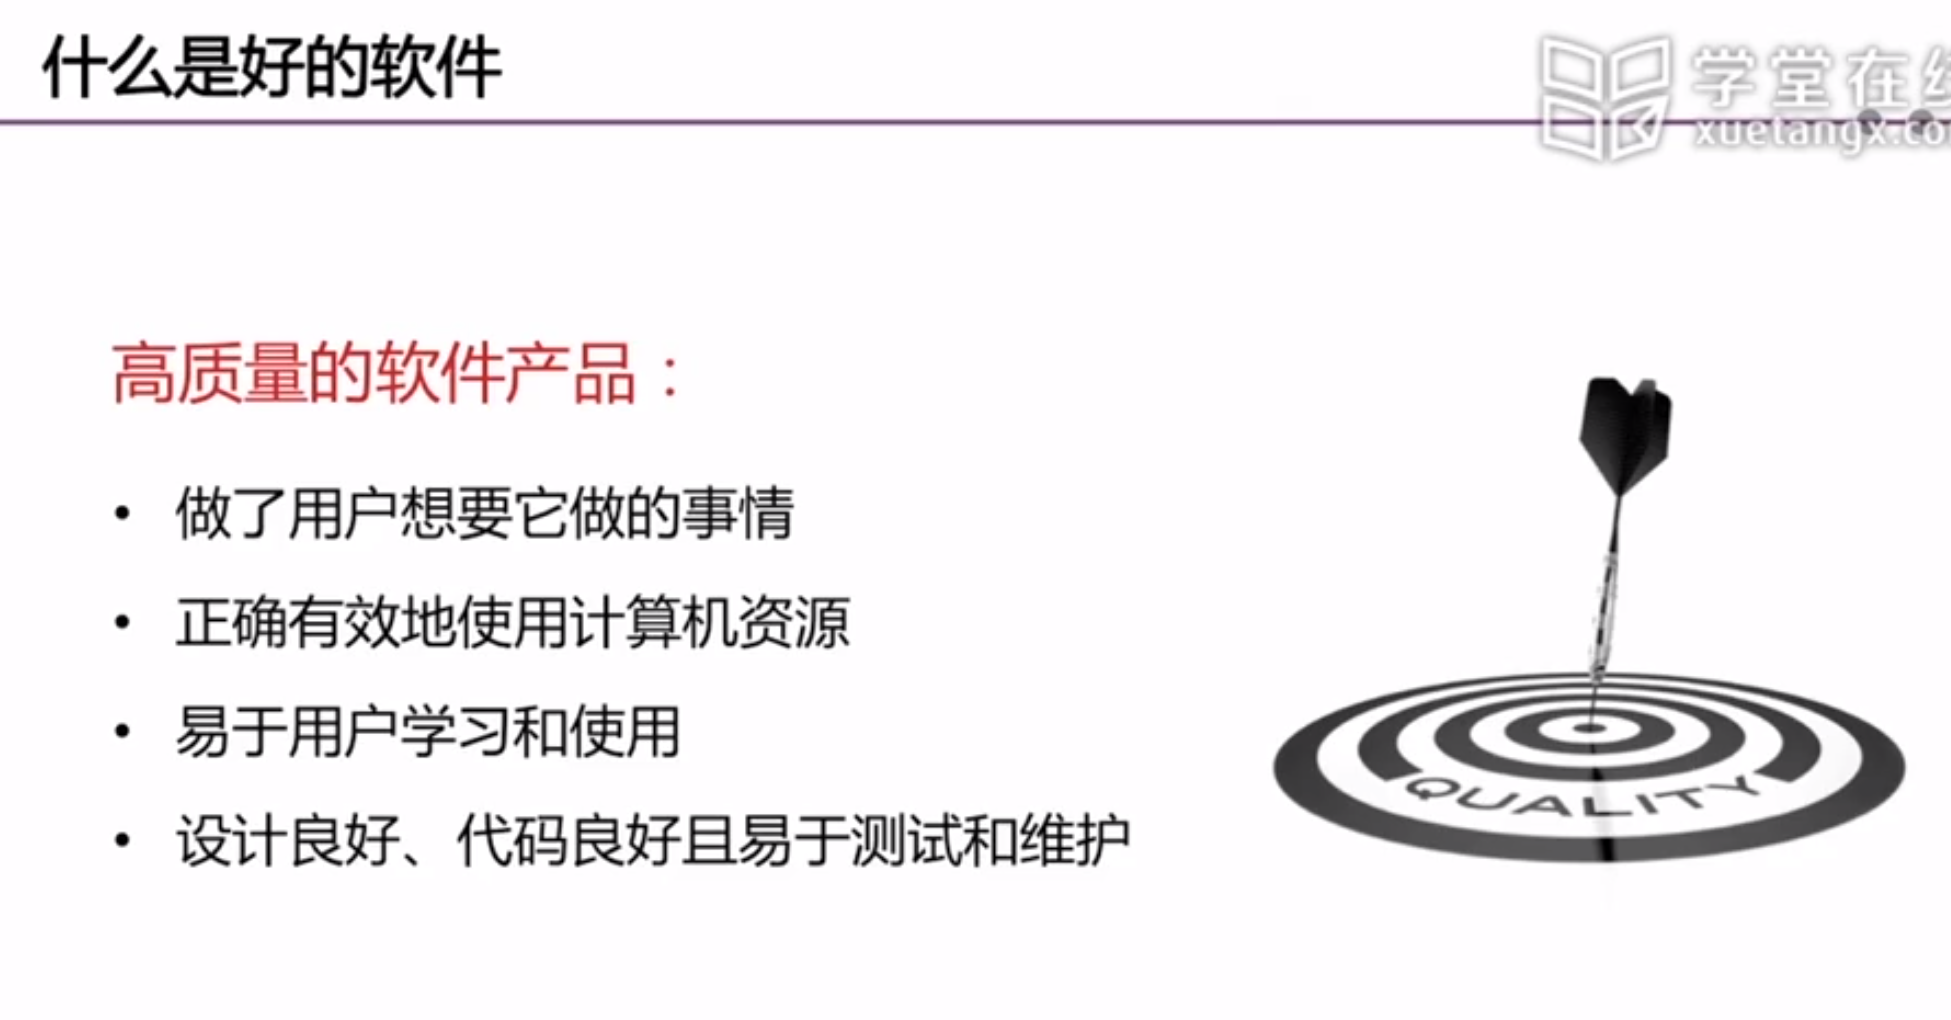 什么是好的软件
学堂在线
xuetangx.co
高质量的软件产品：
• 做了用户想要它做的事情
• 正确有效地使用计算机资源
• 易于用户学习和使用
• 设计良好、代码良好且易于测试和维护
QUALITY